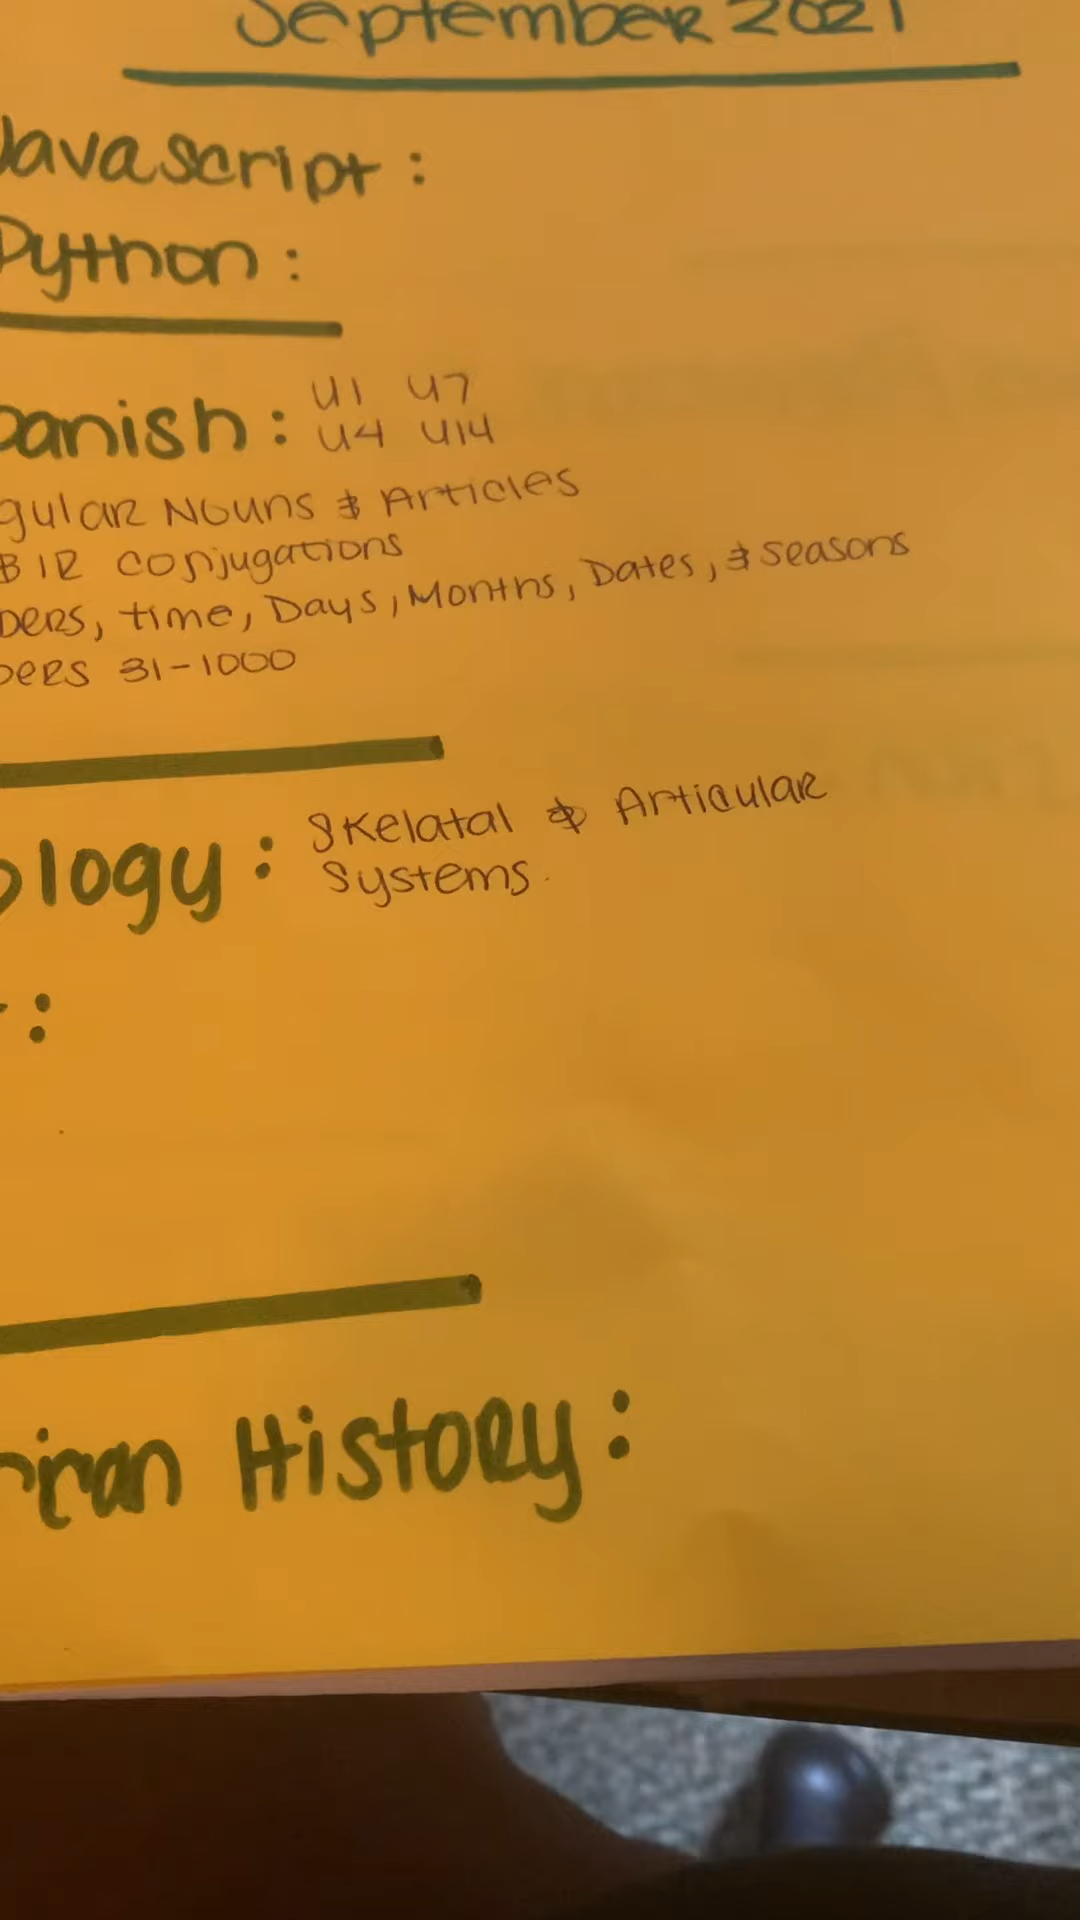 September 2021
Javascript:
Python:
panish: U1 U7
U4 U14
gular Nouns & Articles
BIR conjugations
bers, time, Days, Months, Dates, & seasons
bers 31-1000
ology: Skelatal & Articular
Systems.
:
rican History: